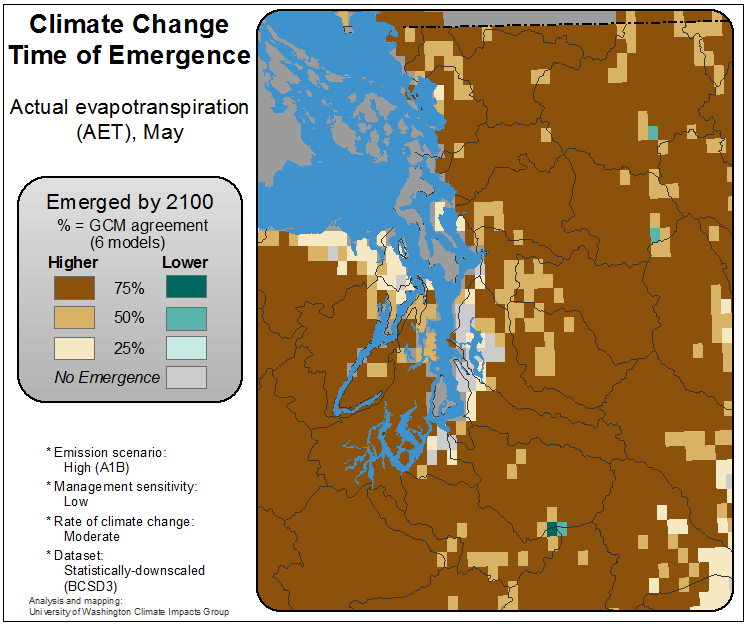 Climate Change
Time of Emergence
Actual evapotranspiration
(AET), May
Emerged by 2100
% = GCM agreement
(6 models)
Higher Lower
75%
50%
25%
No Emergence
* Emission scenario:
High (A1B)
* Management sensitivity:
Low
* Rate of climate change:
Moderate
* Dataset:
Statistically-downscaled
(BCSD3)
Analysis and mapping:
University of Washington Climate Impacts Group